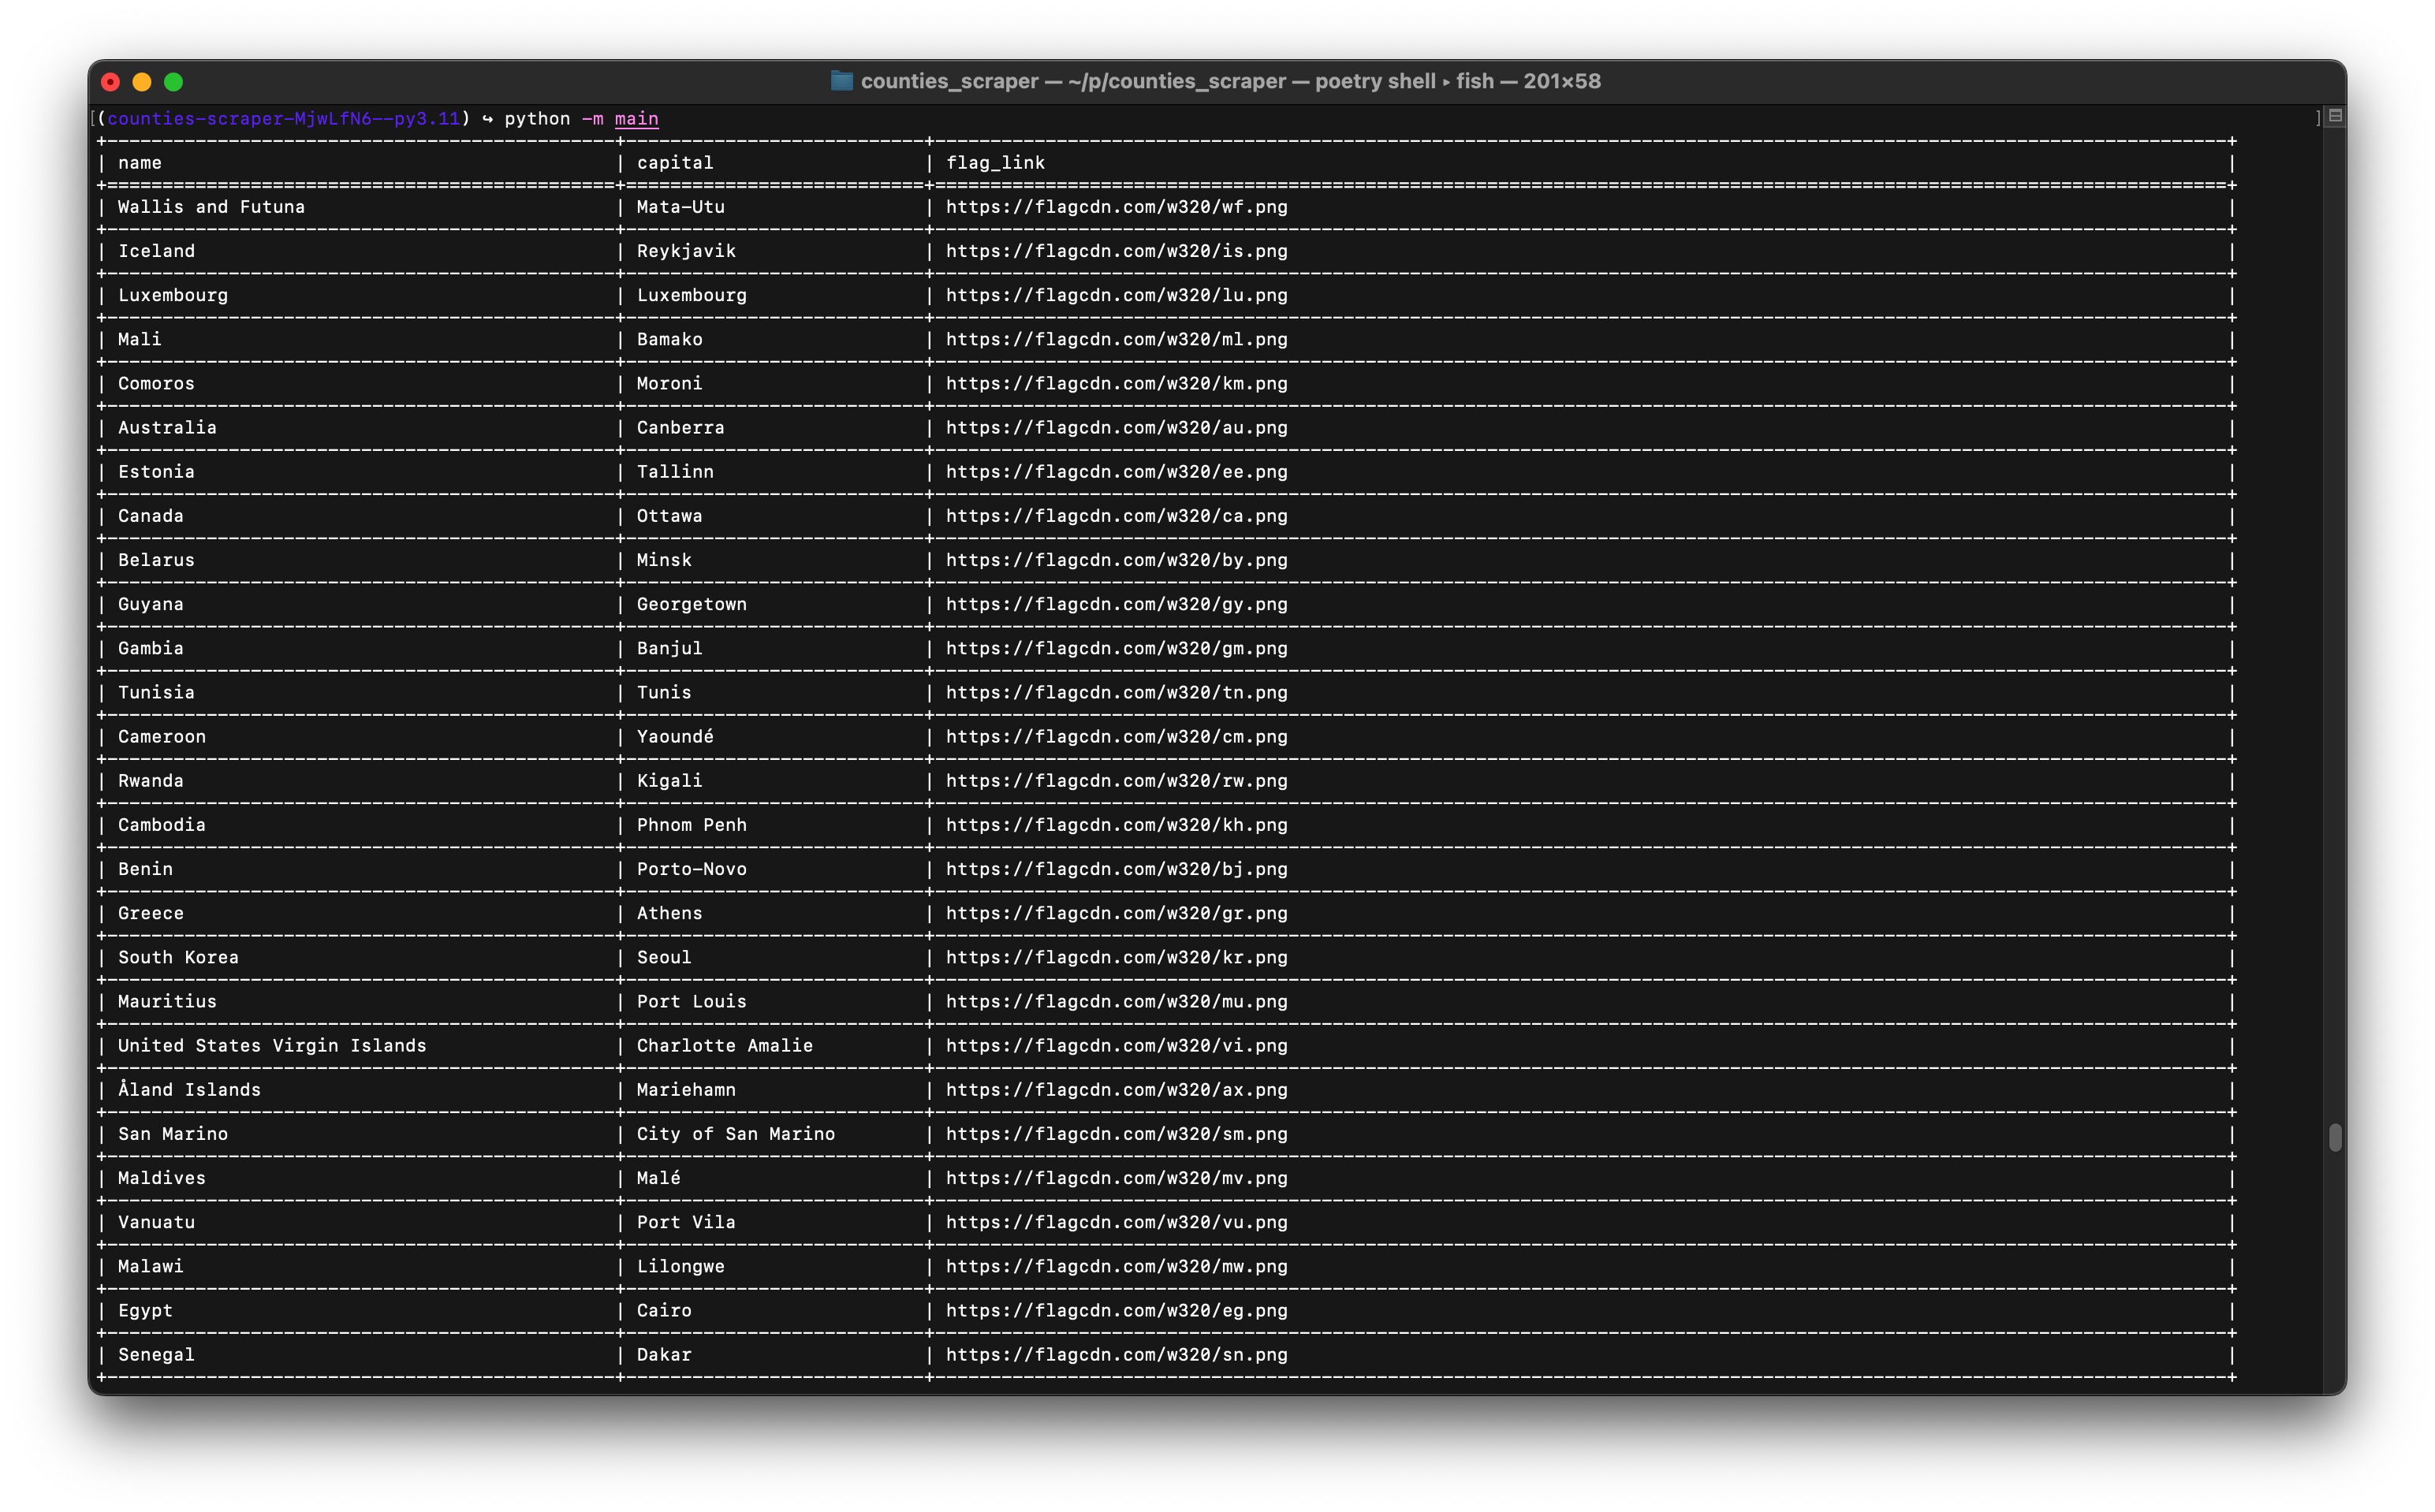 counties_scraper — ~/p/counties_scraper — poetry shell ▸ fish — 201×58
[(counties-scraper-MjwLfN6--py3.11) ↪ python -m main ]
| name | capital | flag_link |
| Wallis and Futuna | Mata-Utu | https://flagcdn.com/w320/wf.png |
| Iceland | Reykjavik | https://flagcdn.com/w320/is.png |
| Luxembourg | Luxembourg | https://flagcdn.com/w320/lu.png |
| Mali | Bamako | https://flagcdn.com/w320/ml.png |
| Comoros | Moroni | https://flagcdn.com/w320/km.png |
| Australia | Canberra | https://flagcdn.com/w320/au.png |
| Estonia | Tallinn | https://flagcdn.com/w320/ee.png |
| Canada | Ottawa | https://flagcdn.com/w320/ca.png |
| Belarus | Minsk | https://flagcdn.com/w320/by.png |
| Guyana | Georgetown | https://flagcdn.com/w320/gy.png |
| Gambia | Banjul | https://flagcdn.com/w320/gm.png |
| Tunisia | Tunis | https://flagcdn.com/w320/tn.png |
| Cameroon | Yaoundé | https://flagcdn.com/w320/cm.png |
| Rwanda | Kigali | https://flagcdn.com/w320/rw.png |
| Cambodia | Phnom Penh | https://flagcdn.com/w320/kh.png |
| Benin | Porto-Novo | https://flagcdn.com/w320/bj.png |
| Greece | Athens | https://flagcdn.com/w320/gr.png |
| South Korea | Seoul | https://flagcdn.com/w320/kr.png |
| Mauritius | Port Louis | https://flagcdn.com/w320/mu.png |
| United States Virgin Islands | Charlotte Amalie | https://flagcdn.com/w320/vi.png |
| Åland Islands | Mariehamn | https://flagcdn.com/w320/ax.png |
| San Marino | City of San Marino | https://flagcdn.com/w320/sm.png |
| Maldives | Malé | https://flagcdn.com/w320/mv.png |
| Vanuatu | Port Vila | https://flagcdn.com/w320/vu.png |
| Malawi | Lilongwe | https://flagcdn.com/w320/mw.png |
| Egypt | Cairo | https://flagcdn.com/w320/eg.png |
| Senegal | Dakar | https://flagcdn.com/w320/sn.png |